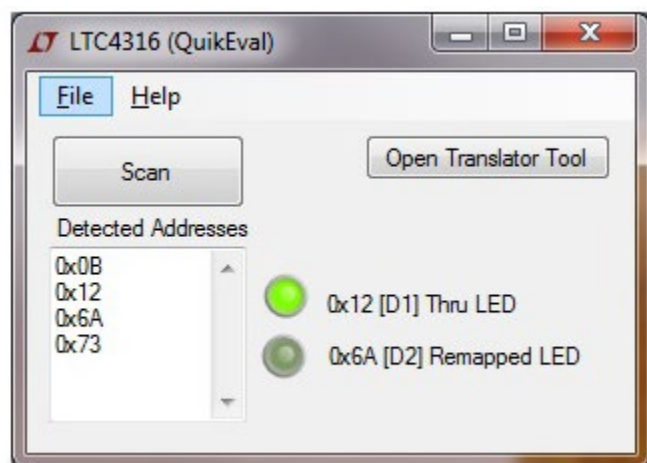 LTC4316 (QuikEval)
File Help
Scan
Open Translator Tool
Detected Addresses
0x0B
0x12
0x6A
0x73
0x12 [D1] Thru LED
0x6A [D2] Remapped LED